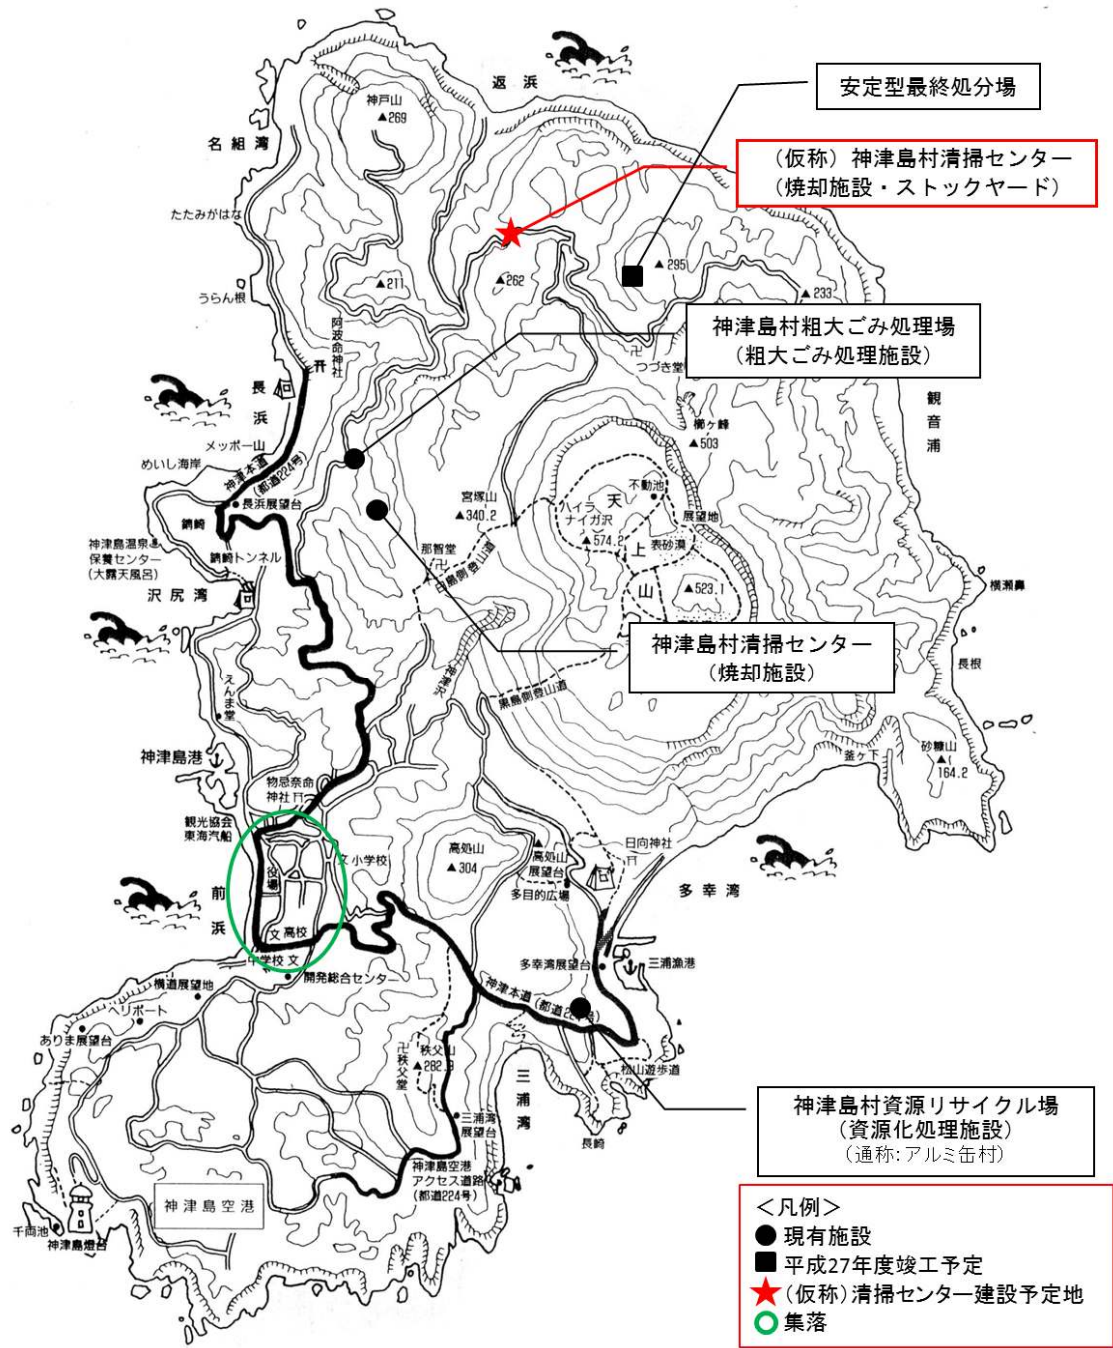 返浜
安定型最終処分場
神戸山
▲269
名組湾
（仮称）神津島村清掃センター
（焼却施設・ストックヤード）
たたみがはな
▲295
▲262
▲211
▲233
うらん根
神津島村粗大ごみ処理場
（粗大ごみ処理施設）
阿波命神社
つづき堂
長浜
観音浦
櫛ヶ峰
▲503
メッポー山
めいし海岸
神津本道
（都道224号）
不動池
宮塚山
▲340.2
天上山
ハイラナイガ沢
展望地
長浜展望台
錆崎
▲574.2
表砂漠
那智堂
神津島温泉
保養センター
（大露天風呂）
錆崎トンネル
白島側登山道
▲523.1
横瀬鼻
沢尻湾
神津島村清掃センター
（焼却施設）
長根
神津沢
黒島側登山道
えんま堂
釜ヶ下
砂糠山
▲164.2
神津島港
物忌奈命
神社
観光協会
東海汽船
日向神社
文 小学校
高処山
▲304
高処山
展望台
役場
多目的広場
多幸湾
前浜
文 高校
中学校 文
多幸湾展望台
三浦漁港
開発総合センター
横道展望地
神津本道（都道224号）
ヘリポート
ありま展望台
秩父堂
秩父山
▲282.9
松山遊歩道
三浦湾
神津島村資源リサイクル場
（資源化処理施設）
（通称:アルミ缶村）
三浦湾
展望台
長崎
神津島空港
アクセス道路
（都道224号）
神津島空港
千両池
神津島燈台
＜凡例＞
●現有施設
■平成27年度竣工予定
★（仮称）清掃センター建設予定地
○集落